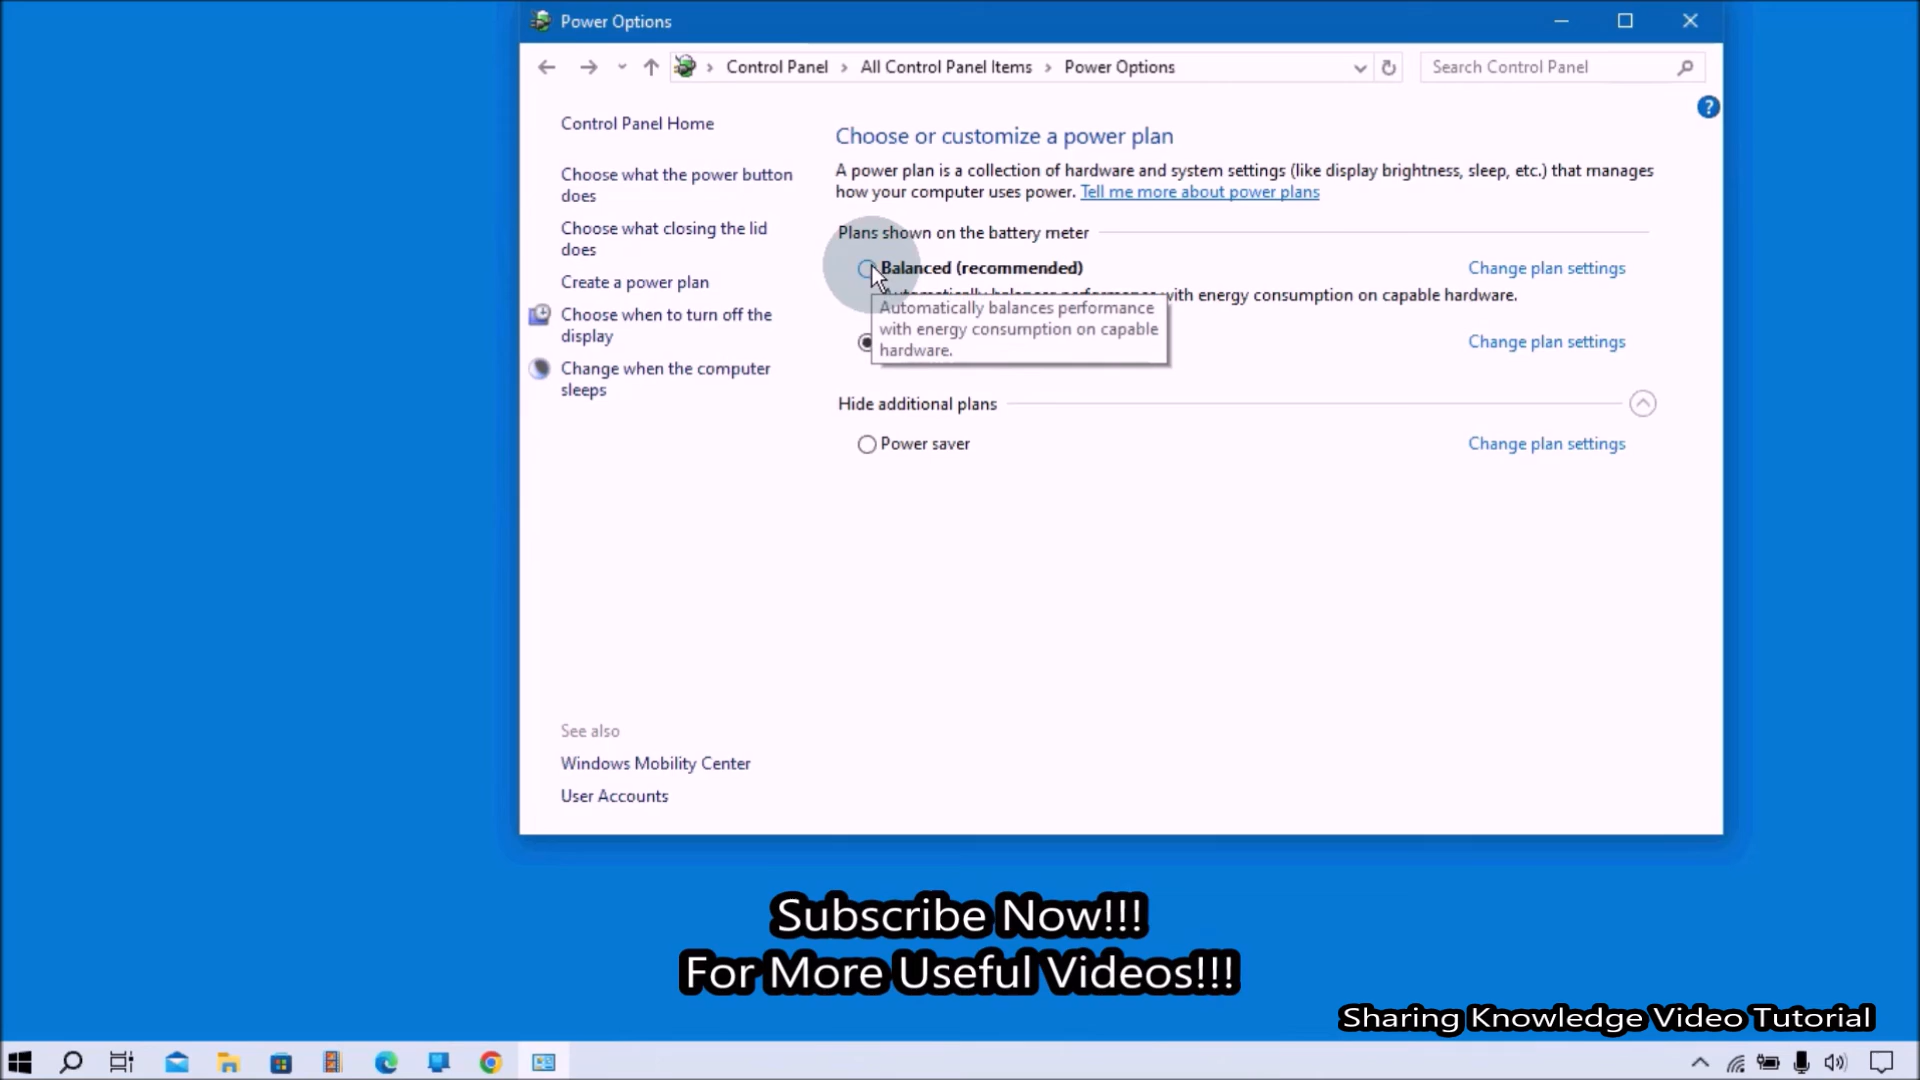 Power Options
Control Panel
All Control Panel Items
Power Options
Search Control Panel
?
Control Panel Home
Choose what the power button
does
Choose what closing the lid
does
Create a power plan
Choose when to turn off the
display
Change when the computer
sleeps
Choose or customize a power plan
A power plan is a collection of hardware and system settings (like display brightness, sleep, etc.) that manages
how your computer uses power. Tell me more about power plans
Plans shown on the battery meter
Balanced (recommended)
Change plan settings
Automatically balances performance with energy consumption on capable hardware.
Automatically balances performance
with energy consumption on capable
hardware.
Change plan settings
Hide additional plans
Power saver
Change plan settings
See also
Windows Mobility Center
User Accounts
Subscribe Now!!!
For More Useful Videos!!!
Sharing Knowledge Video Tutorial